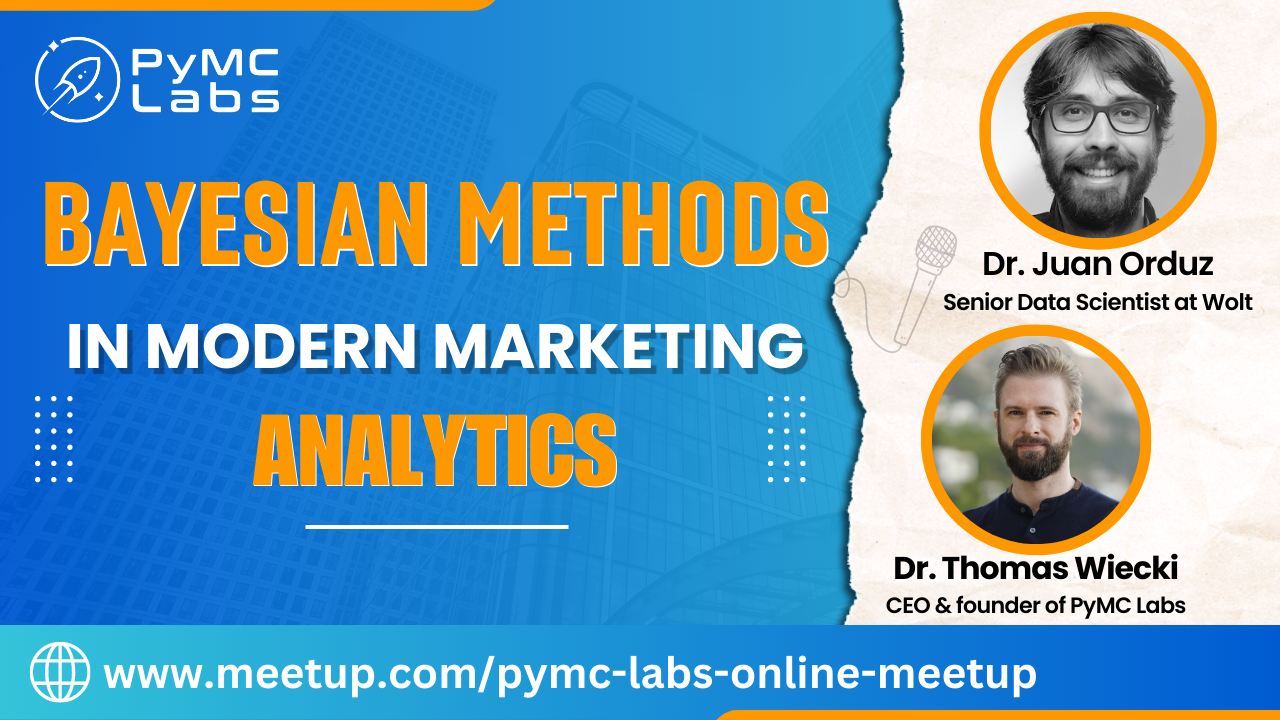 PyMC
Labs
BAYESIAN METHODS
IN MODERN MARKETING
ANALYTICS
Dr. Juan Orduz
Senior Data Scientist at Wolt
Dr. Thomas Wiecki
CEO & founder of PyMC Labs
www.meetup.com/pymc-labs-online-meetup